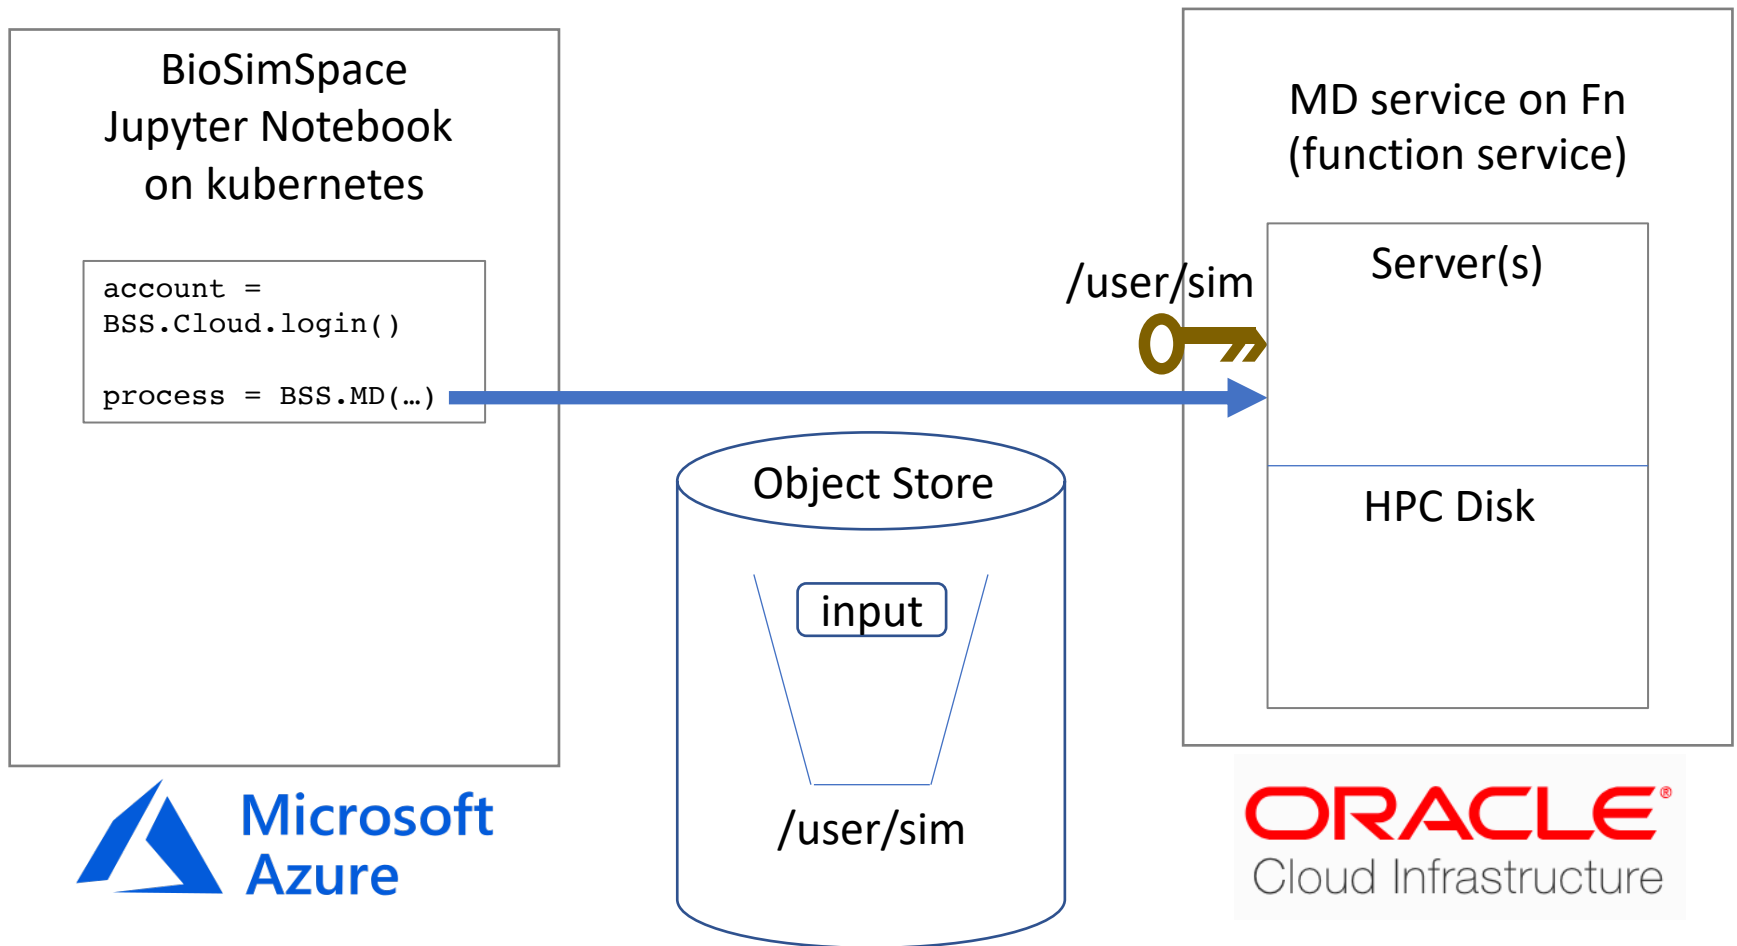 BioSimSpace
Jupyter Notebook
on kubernetes
account =
BSS.Cloud.login()
process = BSS.MD(…)
Microsoft
Azure
Object Store
input
/user/sim
MD service on Fn
(function service)
/user/sim
Server(s)
HPC Disk
ORACLE®
Cloud Infrastructure